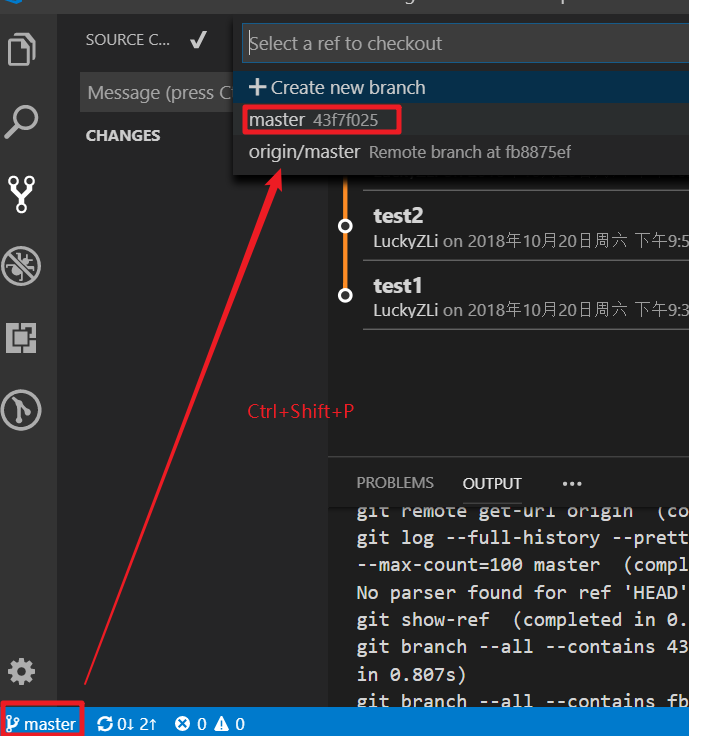 SOURCE C...
Select a ref to checkout
Message (press C
Create new branch
master 43f7f025
CHANGES
origin/master Remote branch at fb8875ef
test2
LuckyZLi on 2018年10月20日周六 下午9:5
test1
LuckyZLi on 2018年10月20日周六 下午9:3
Ctrl+Shift+P
PROBLEMS OUTPUT ...
git remote get-url origin (co
git log --full-history --prett
--max-count=100 master (compl
No parser found for ref 'HEAD'
git show-ref (completed in 0.
git branch --all --contains 43
in 0.807s)
git branch --all --contains fb
master 0↓ 2↑ 0 0